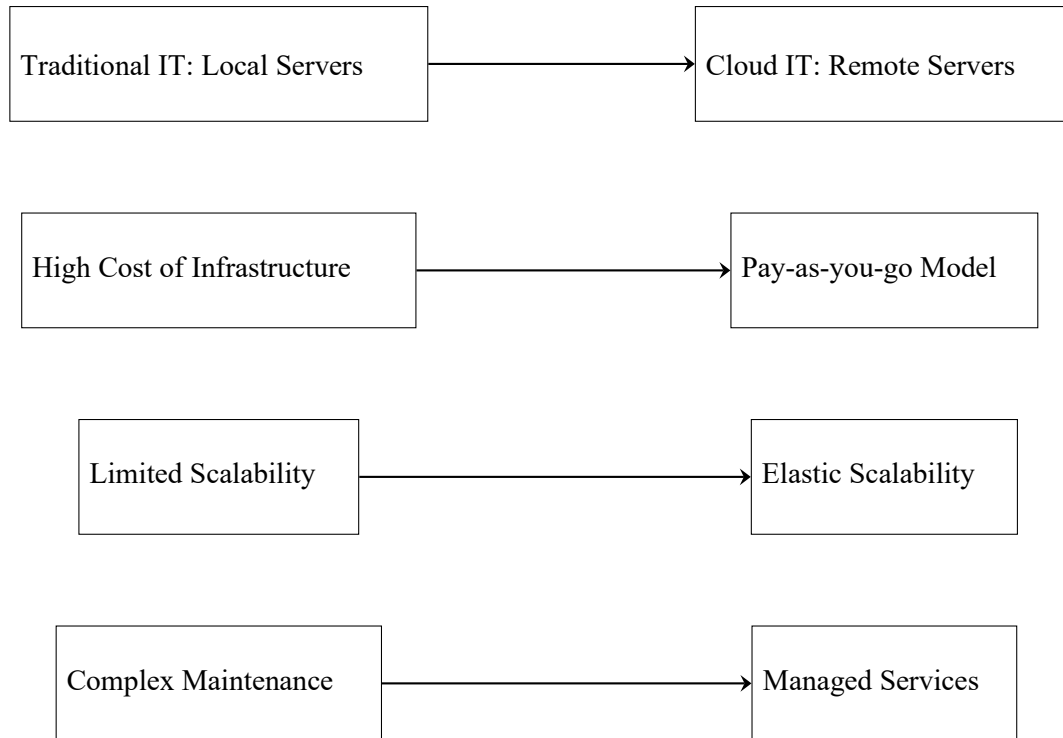 Traditional IT: Local Servers
Cloud IT: Remote Servers
High Cost of Infrastructure
Pay-as-you-go Model
Limited Scalability
Elastic Scalability
Complex Maintenance
Managed Services